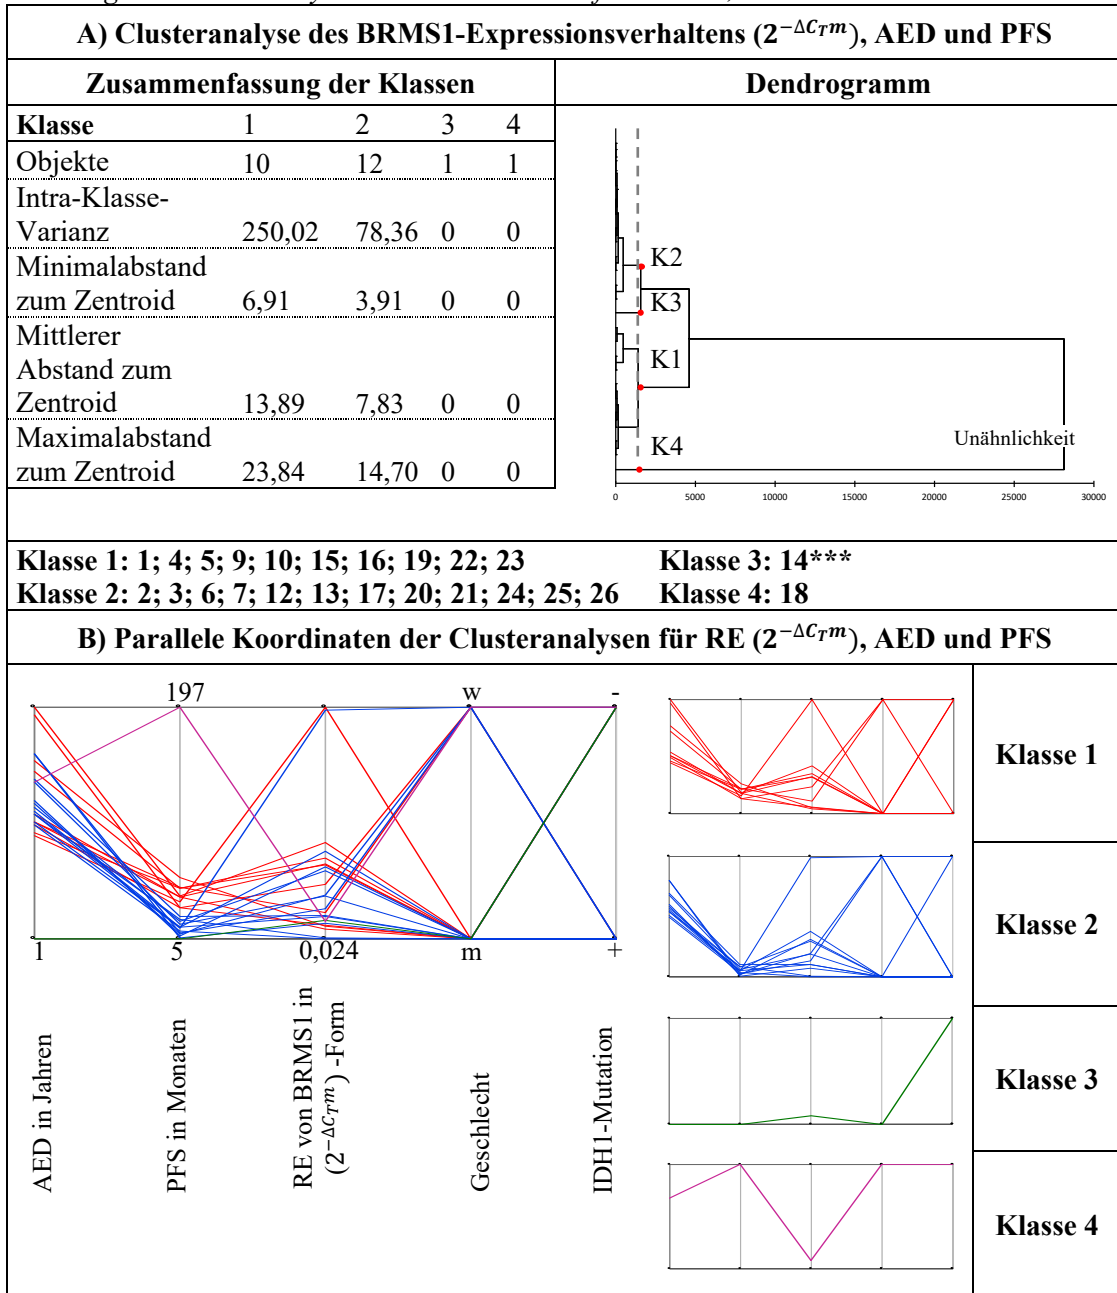 A) Clusteranalyse des BRMS1-Expressionsverhaltens (2^{-ΔC_Tm}), AED und PFS
Zusammenfassung der Klassen
Klasse 1 2 3 4
Objekte 10 12 1 1
Intra-Klasse-
Varianz 250,02 78,36 0 0
Minimalabstand
zum Zentroid 6,91 3,91 0 0
Mittlerer
Abstand zum
Zentroid 13,89 7,83 0 0
Maximalabstand
zum Zentroid 23,84 14,70 0 0
Dendrogramm
K2
K3
K1
K4
Unähnlichkeit
0 5000 10000 15000 20000 25000 30000
Klasse 1: 1; 4; 5; 9; 10; 15; 16; 19; 22; 23
Klasse 3: 14***
Klasse 2: 2; 3; 6; 7; 12; 13; 17; 20; 21; 24; 25; 26
Klasse 4: 18
B) Parallele Koordinaten der Clusteranalysen für RE (2^{-ΔC_Tm}), AED und PFS
197 w -
1 5 0,024 m +
AED in Jahren
PFS in Monaten
RE von BRMS1 in
(2^{-ΔC_Tm}) -Form
Geschlecht
IDH1-Mutation
Klasse 1
Klasse 2
Klasse 3
Klasse 4